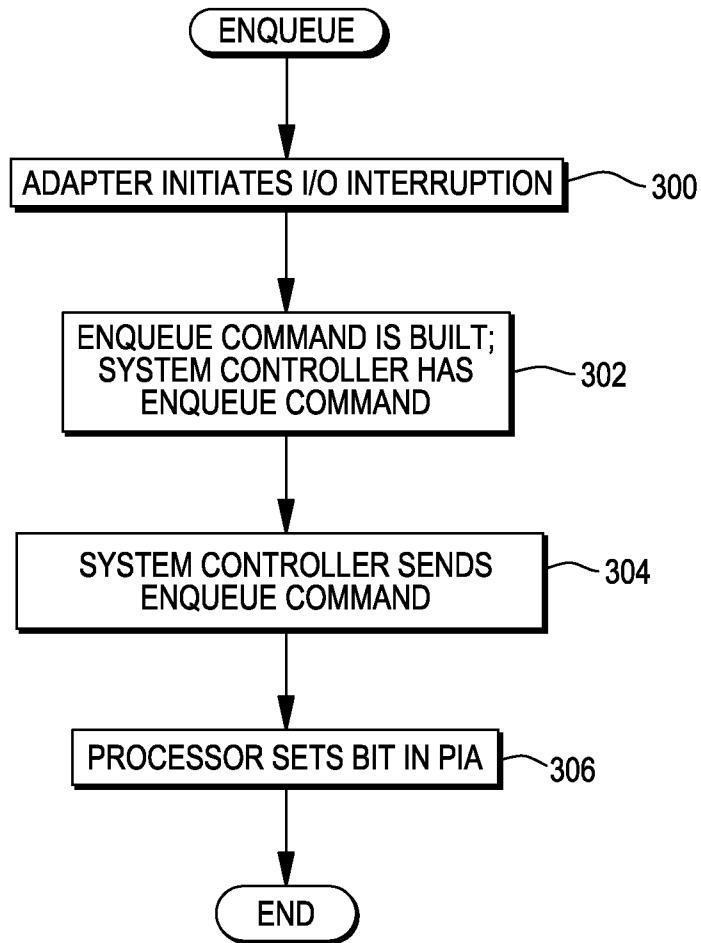 ENQUEUE
ADAPTER INITIATES I/O INTERRUPTION
300
ENQUEUE COMMAND IS BUILT;
SYSTEM CONTROLLER HAS
ENQUEUE COMMAND
302
SYSTEM CONTROLLER SENDS
ENQUEUE COMMAND
304
PROCESSOR SETS BIT IN PIA
306
END